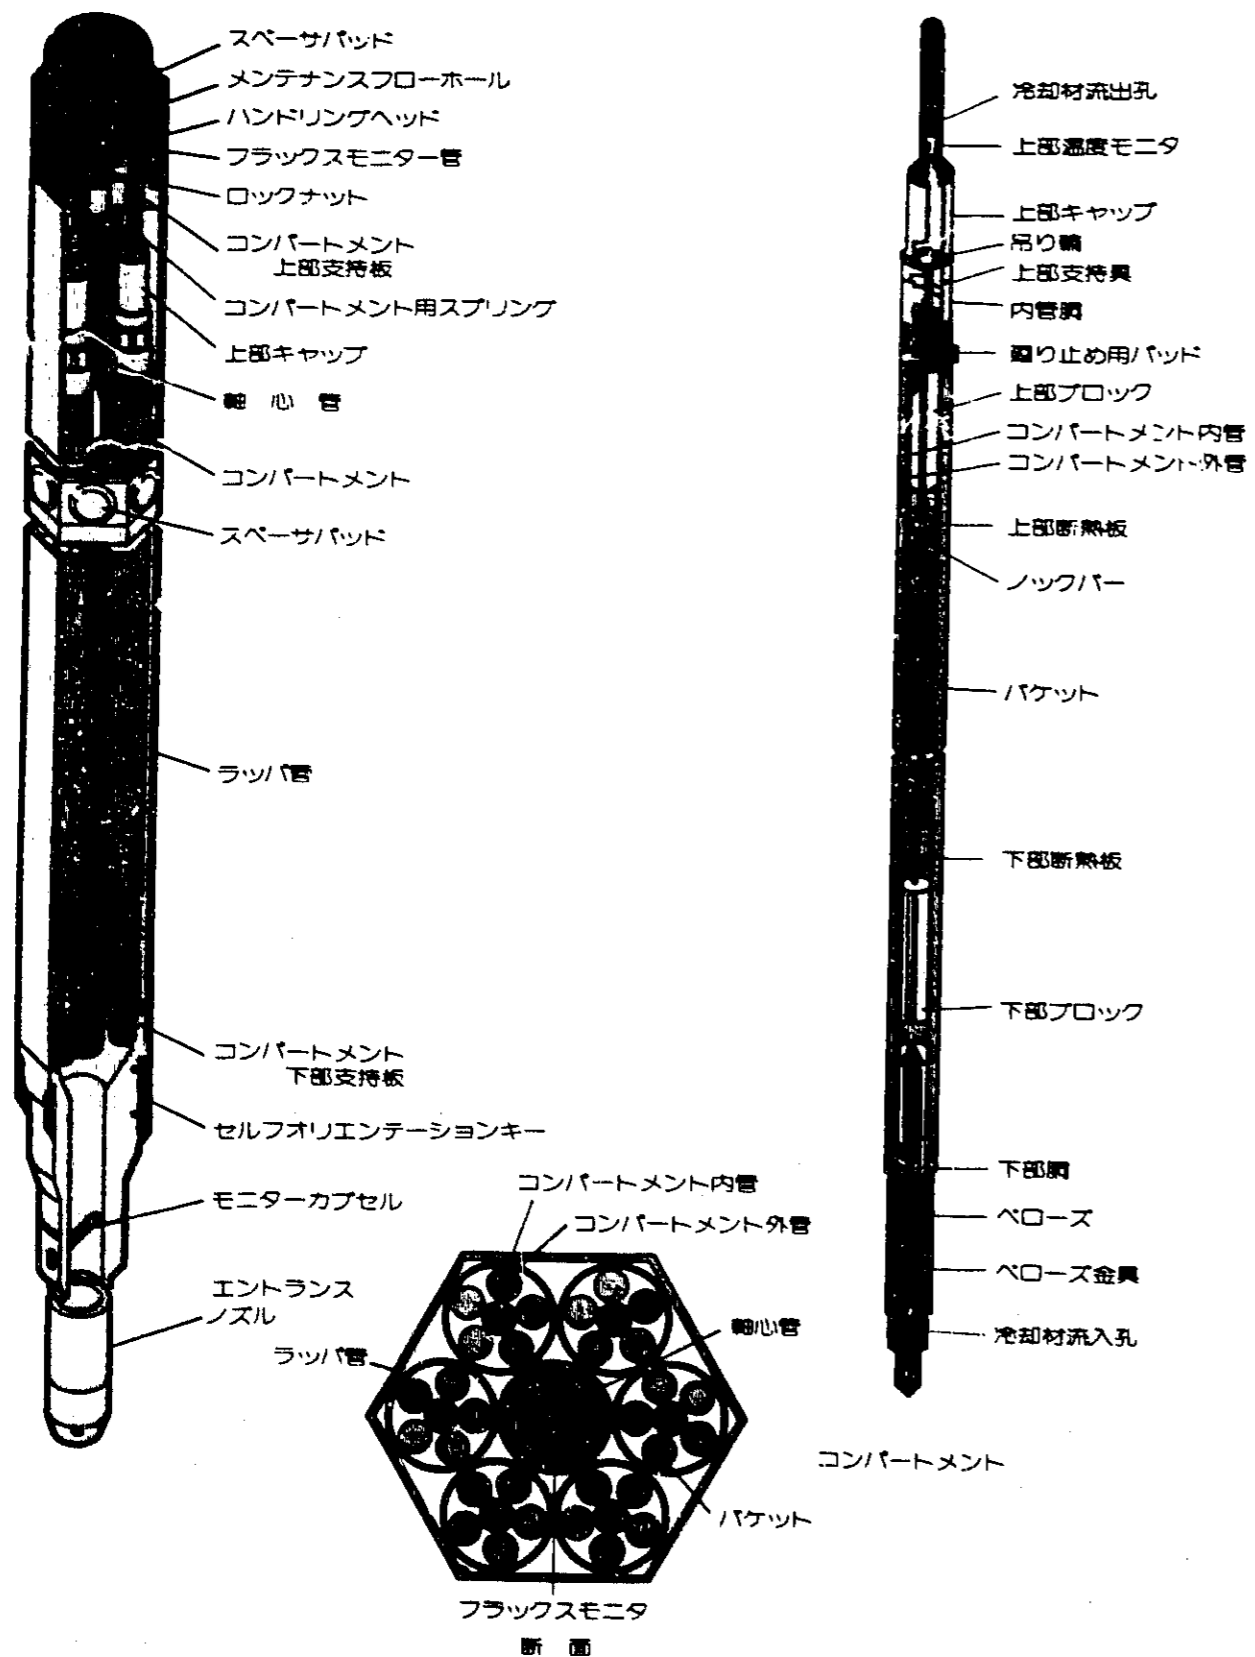 スペーサパッド
メンテナンスフローホール
ハンドリングヘッド
フラックスモニター管
ロックナット
コンパートメント
上部支持板
コンパートメント用スプリング
上部キャップ
軸心管
コンパートメント
スペーサパッド
ラッパ管
コンパートメント
下部支持板
セルフオリエンテーションキー
モニターカプセル
エントランス
ノズル
冷却材流出孔
上部温度モニタ
上部キャップ
吊り輪
上部支持具
内管胴
廻り止め用パッド
上部ブロック
コンパートメント内管
コンパートメント外管
上部断熱板
ノックバー
バケット
下部断熱板
下部ブロック
下部胴
ベローズ
ベローズ金具
冷却材流入孔
コンパートメント
コンパートメント内管
コンパートメント外管
軸心管
ラッパ管
バケット
フラックスモニタ
断面